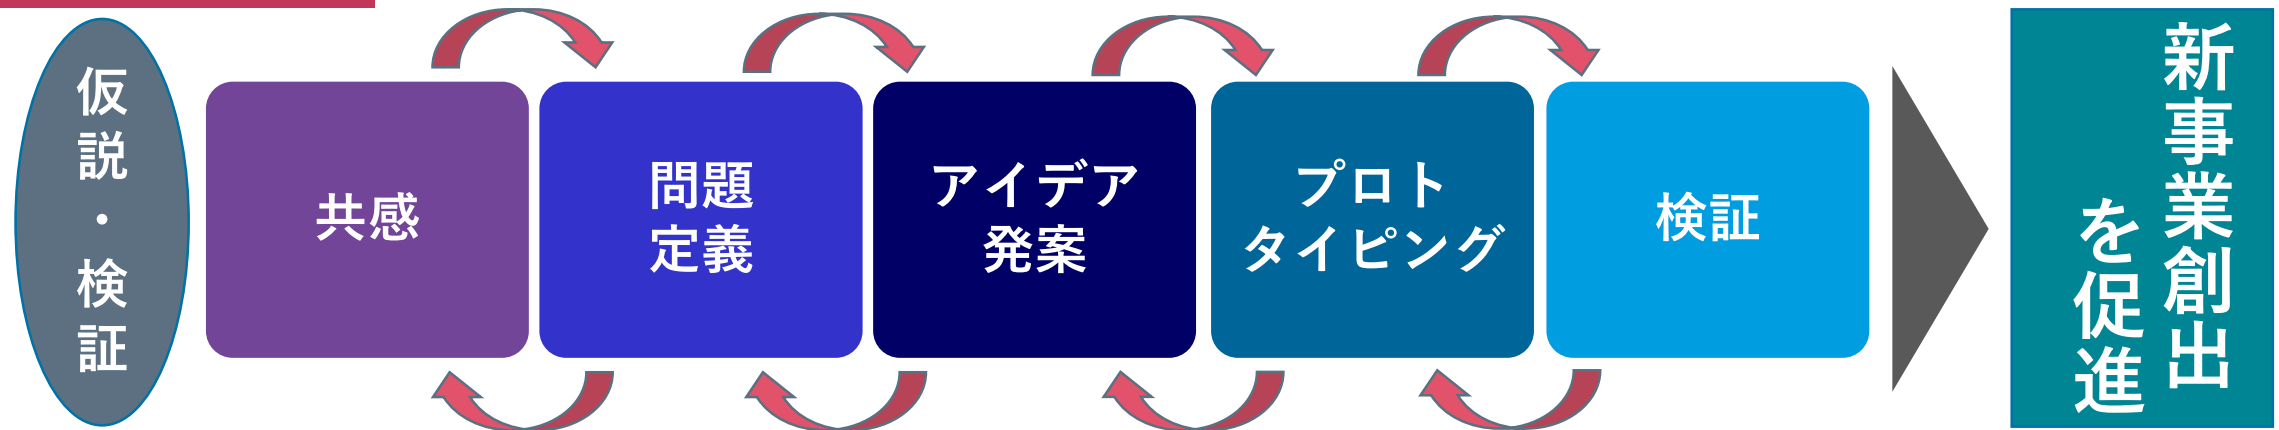 仮説・検証
共感
問題
定義
アイデア
発案
プロト
タイピング
検証
新事業創出
を促進